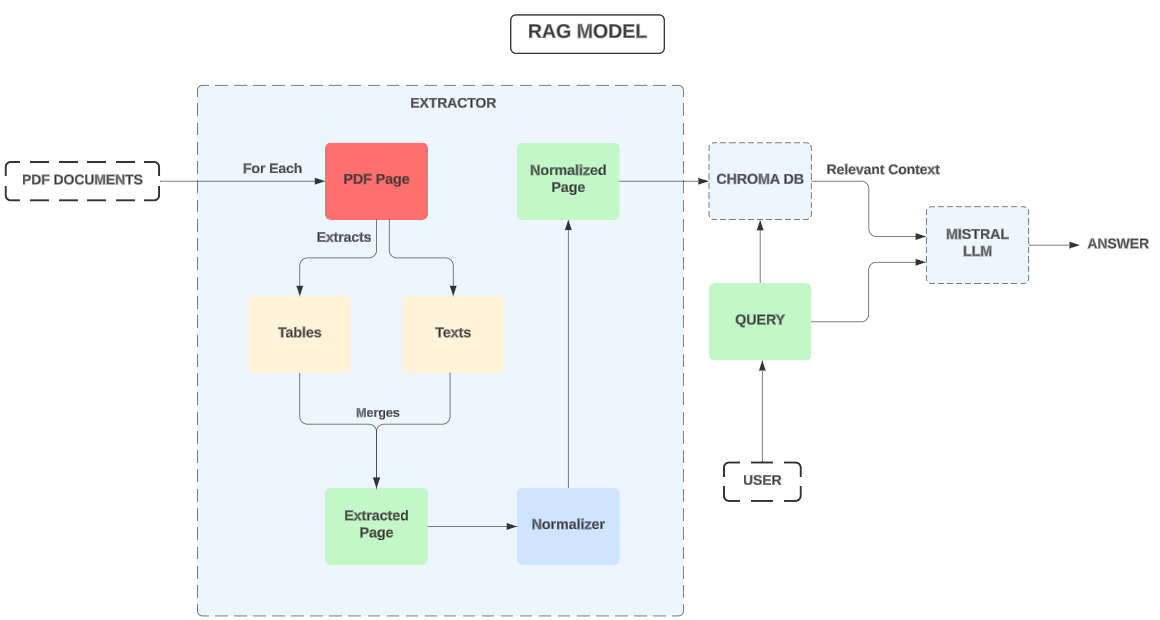 RAG MODEL
EXTRACTOR
PDF DOCUMENTS
For Each
PDF Page
Extracts
Tables
Texts
Merges
Extracted
Page
Normalizer
Normalized
Page
CHROMA DB
Relevant Context
MISTRAL
LLM
ANSWER
QUERY
USER